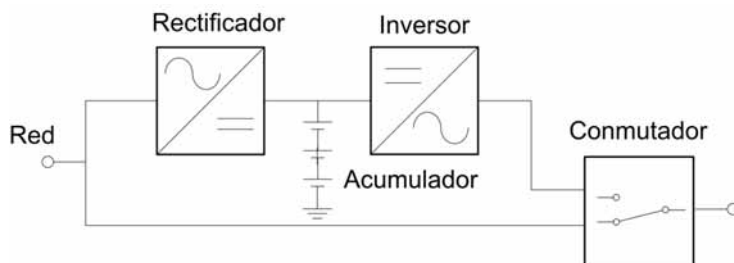 Rectificador
Inversor
Red
Acumulador
Conmutador